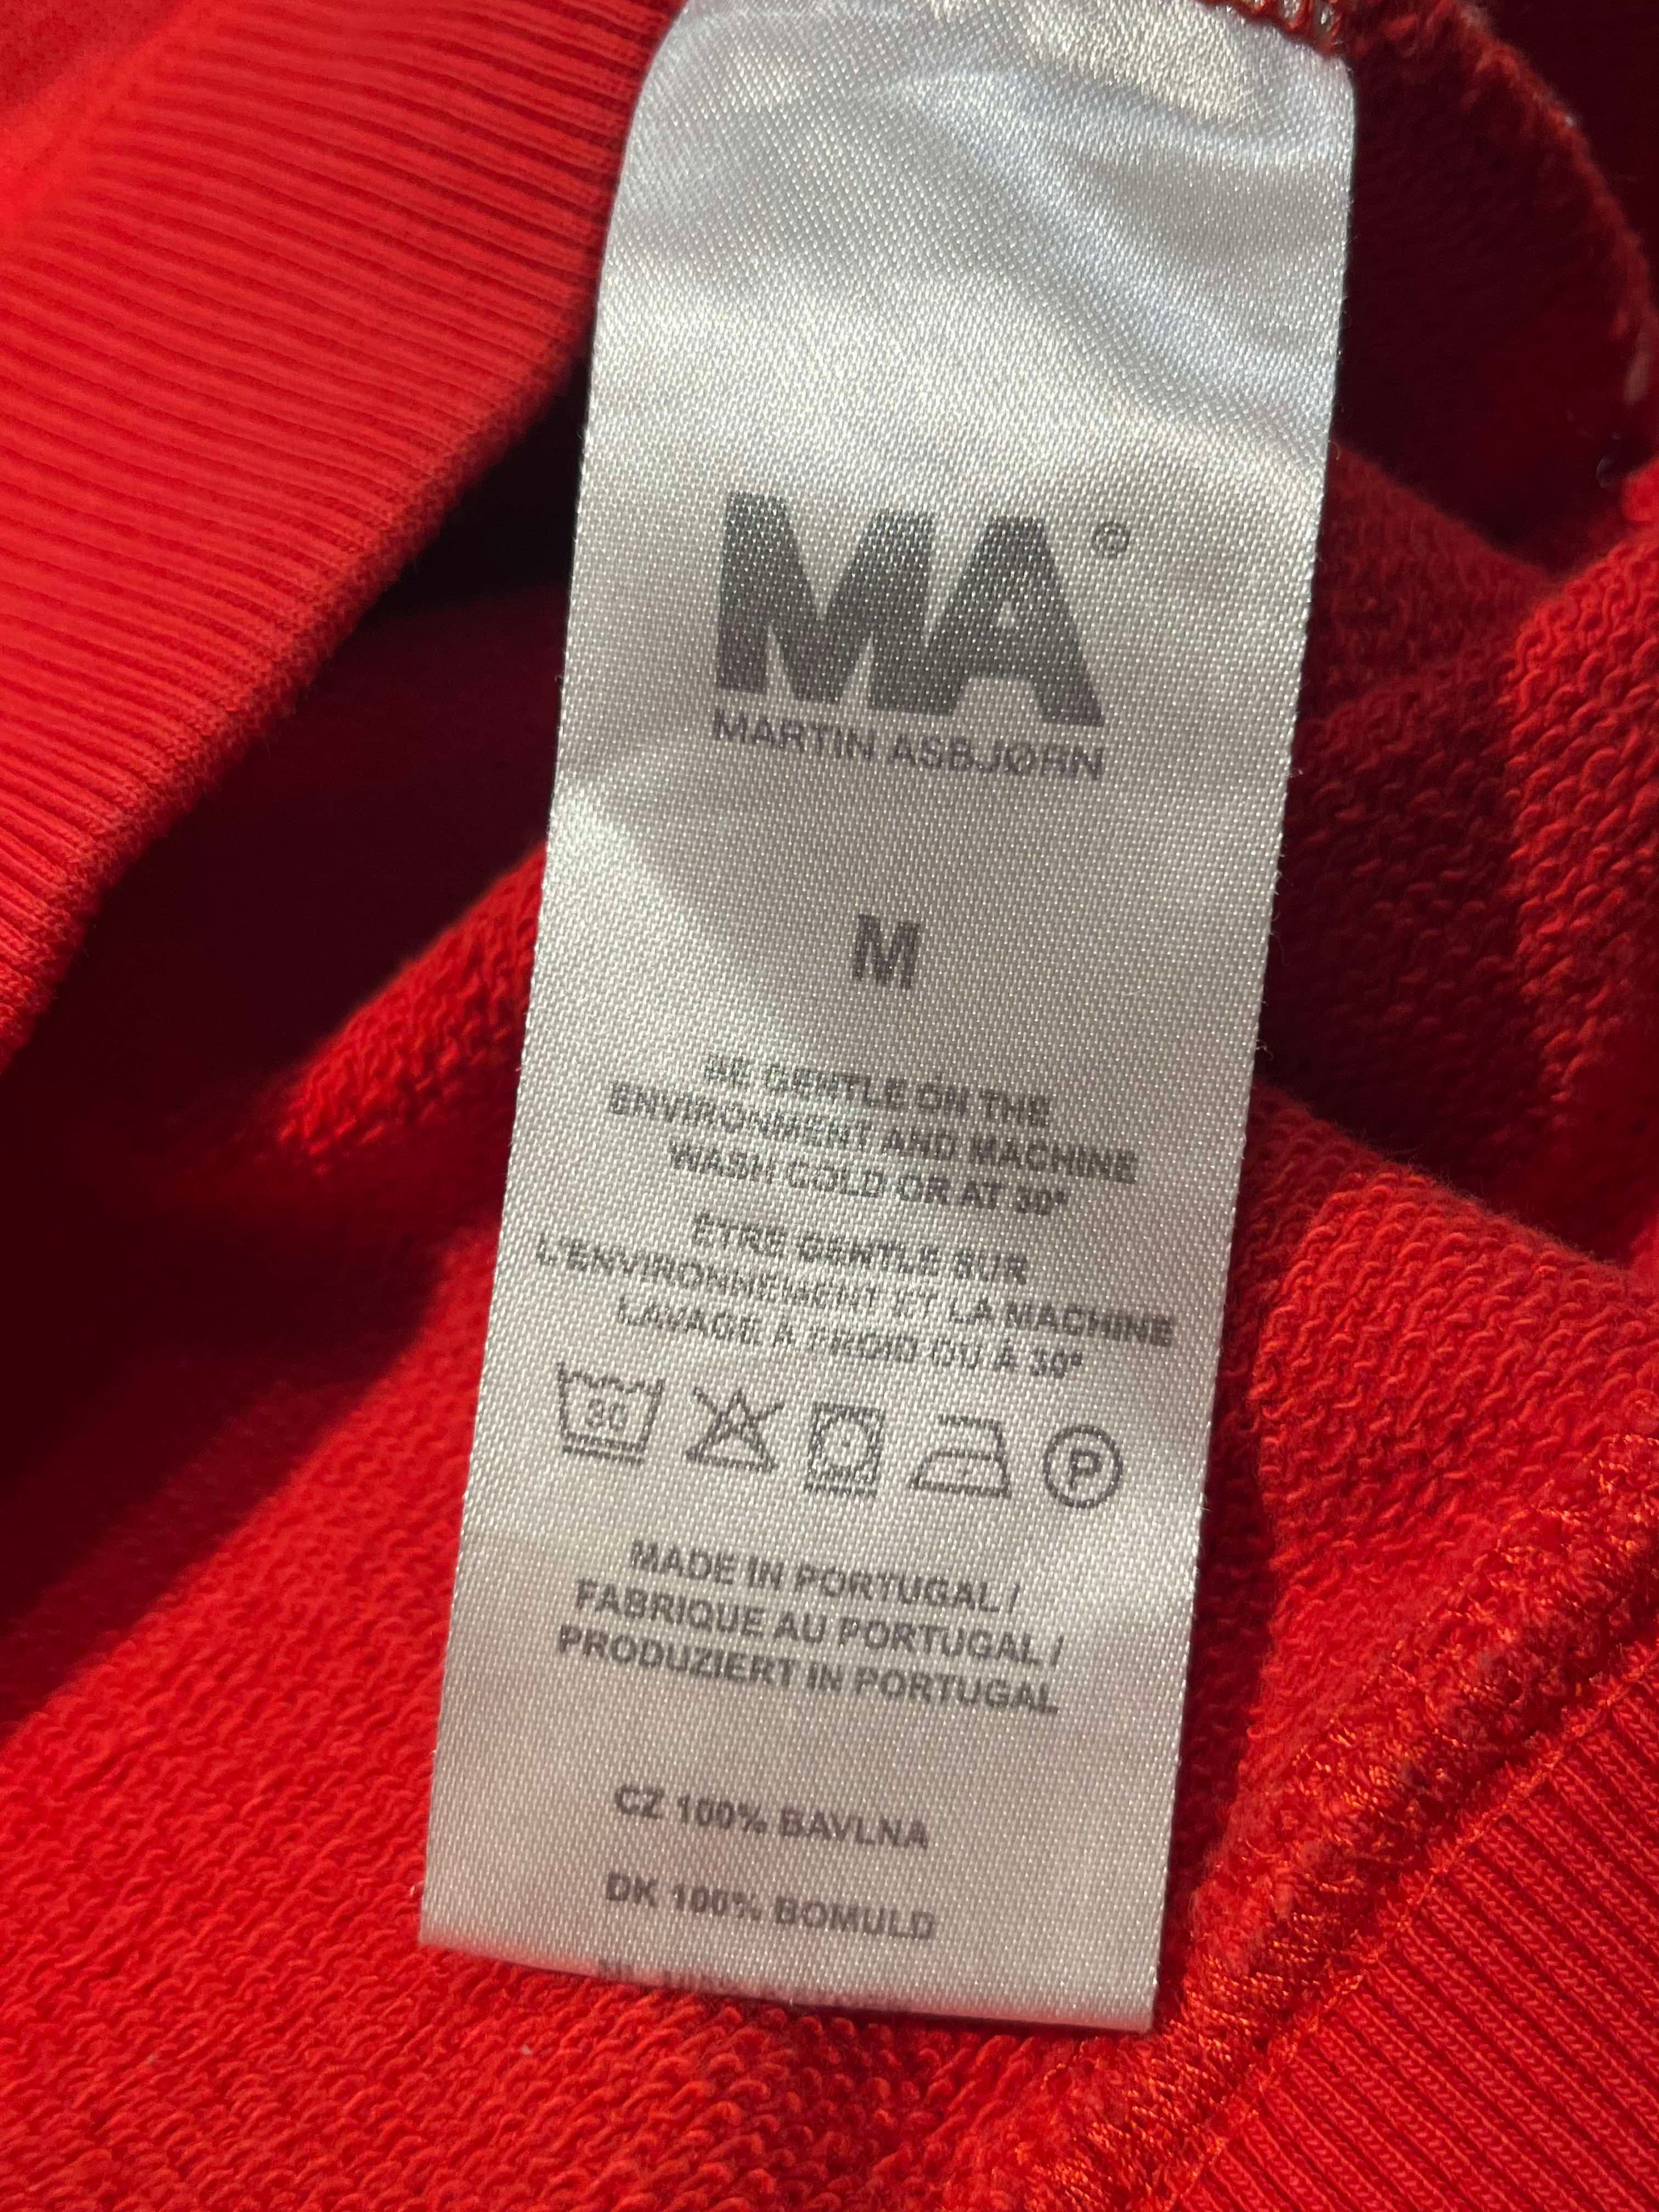 MA®
MARTIN ASBJØRN
M
BE GENTLE ON THE
ENVIRONMENT AND MACHINE
WASH COLD OR AT 30°
ETRE GENTLE SUR
L'ENVIRONNEMENT ET LA MACHINE
LAVAGE À FROID OU À 30°
30 P
MADE IN PORTUGAL /
FABRIQUE AU PORTUGAL /
PRODUZIERT IN PORTUGAL
CZ 100% BAVLNA
DK 100% BOMULD